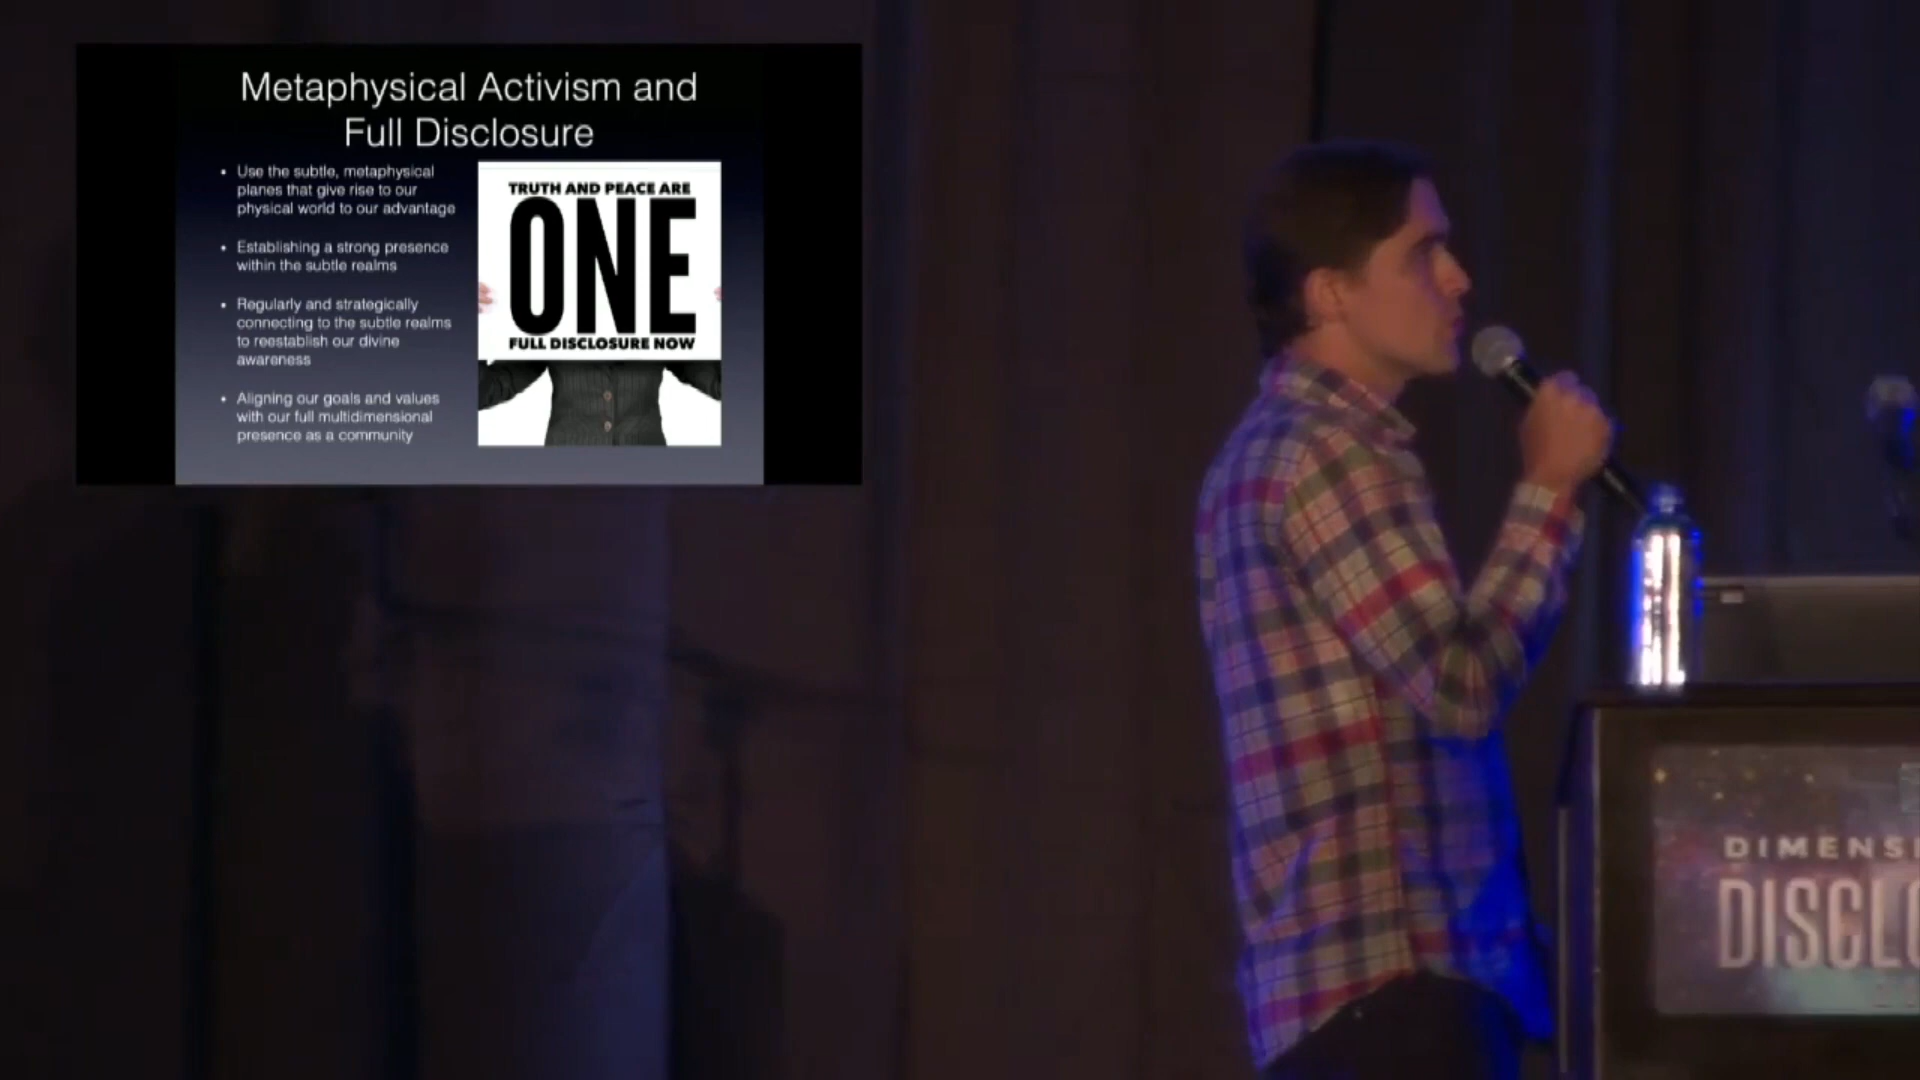 Metaphysical Activism and
Full Disclosure
• Use the subtle, metaphysical
planes that give rise to our
physical world to our advantage
• Establishing a strong presence
within the subtle realms
• Regularly and strategically
connecting to the subtle realms
to reestablish our divine
awareness
• Aligning our goals and values
with our full multidimensional
presence as a community
TRUTH AND PEACE ARE
ONE
FULL DISCLOSURE NOW
DIMENSI
DISCLO